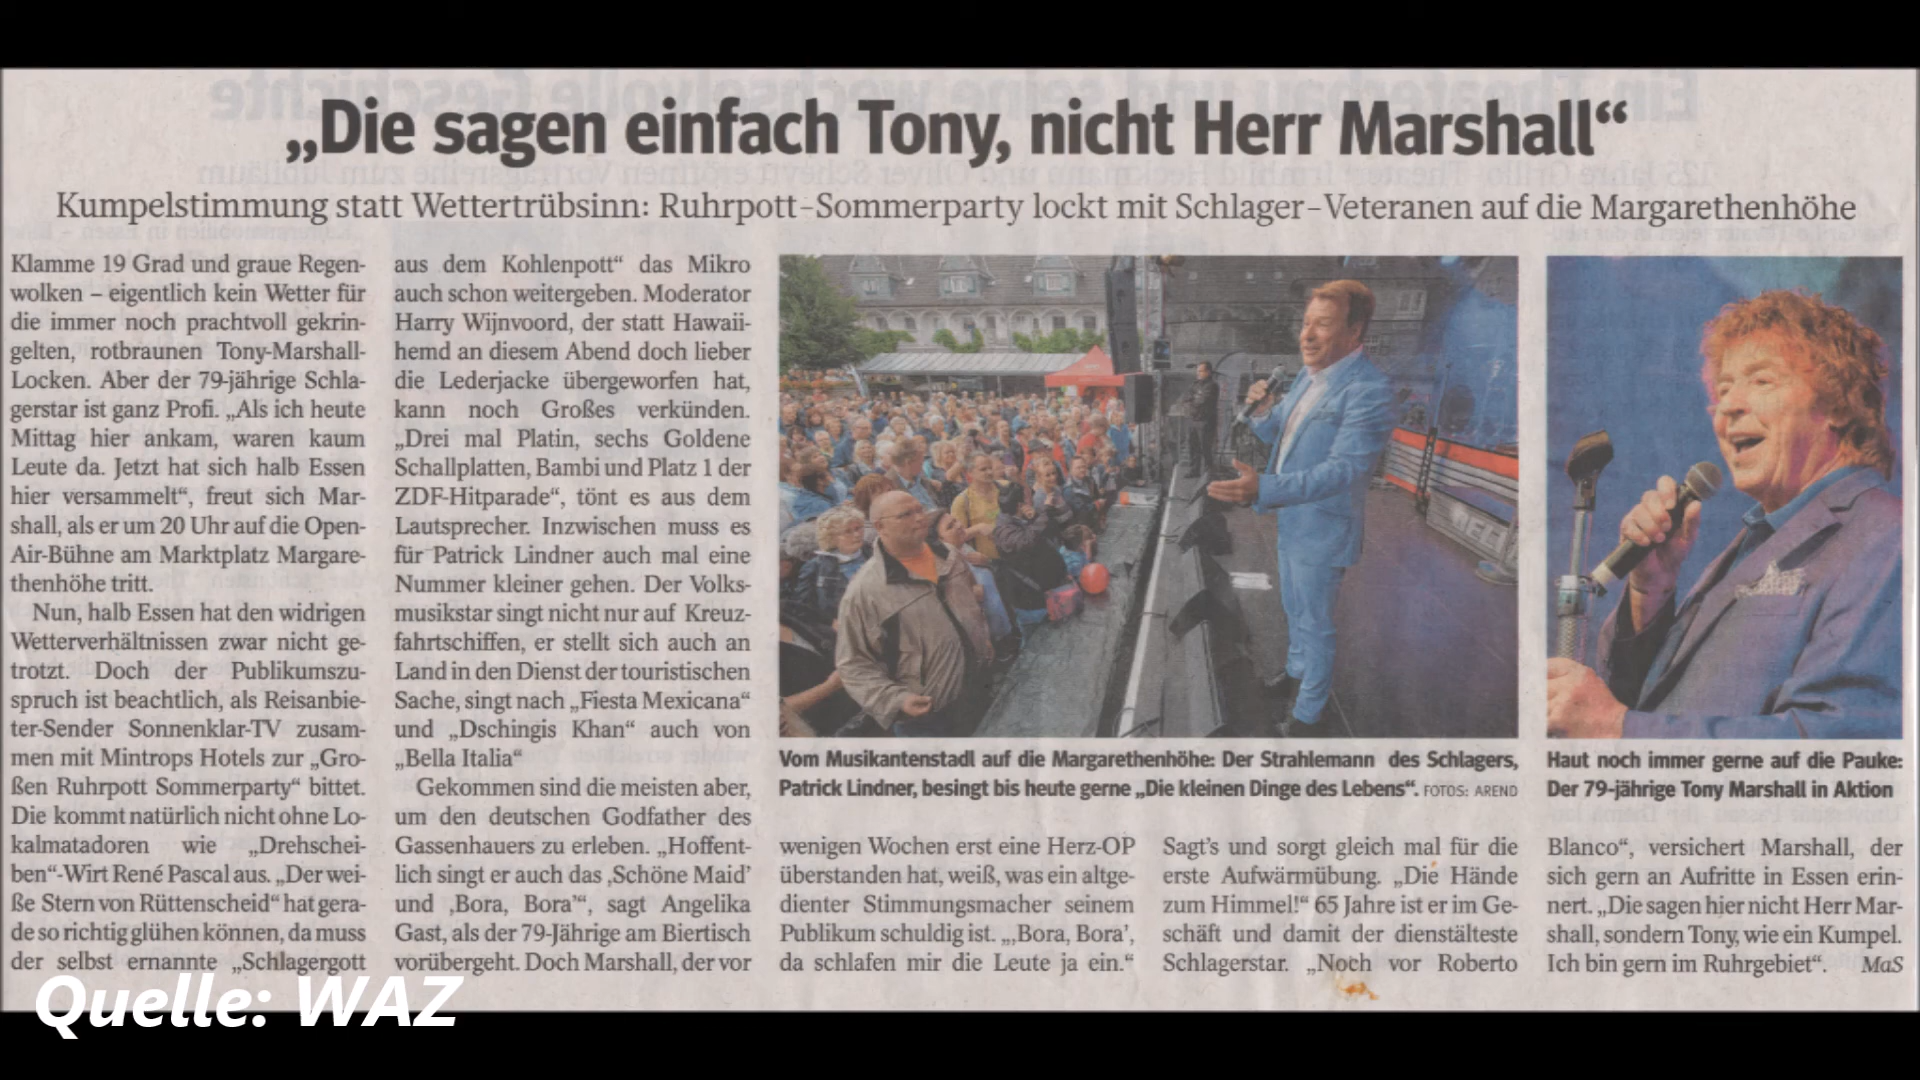 „Die sagen einfach Tony, nicht Herr Marshall“
Kumpelstimmung statt Wettertrübsinn: Ruhrpott-Sommerparty lockt mit Schlager-Veteranen auf die Margarethenhöhe
Klamme 19 Grad und graue Regen-
wolken – eigentlich kein Wetter für
die immer noch prachtvoll gekrin-
gelten, rotbraunen Tony-Marshall-
Locken. Aber der 79-jährige Schla-
gerstar ist ganz Profi. „Als ich heute
Mittag hier ankam, waren kaum
Leute da. Jetzt hat sich halb Essen
hier versammelt“, freut sich Mar-
shall, als er um 20 Uhr auf die Open-
Air-Bühne am Marktplatz Margare-
thenhöhe tritt.
Nun, halb Essen hat den widrigen
Wetterverhältnissen zwar nicht ge-
trotzt. Doch der Publikumszu-
spruch ist beachtlich, als Reisanbie-
ter-Sender Sonnenklar-TV zusam-
men mit Mintrops Hotels zur „Gro-
ßen Ruhrpott Sommerparty“ bittet.
Die kommt natürlich nicht ohne Lo-
kalmatadoren wie „Drehschei-
ben“-Wirt René Pascal aus. „Der wei-
ße Stern von Rüttenscheid“ hat gera-
de so richtig glühen können, da muss
der selbst ernannte „Schlagergott
aus dem Kohlenpott“ das Mikro
auch schon weitergeben. Moderator
Harry Wijnvoord, der statt Hawaii-
hemd an diesem Abend doch lieber
die Lederjacke übergeworfen hat,
kann noch Großes verkünden.
„Drei mal Platin, sechs Goldene
Schallplatten, Bambi und Platz 1 der
ZDF-Hitparade“, tönt es aus dem
Lautsprecher. Inzwischen muss es
für Patrick Lindner auch mal eine
Nummer kleiner gehen. Der Volks-
musikstar singt nicht nur auf Kreuz-
fahrtschiffen, er stellt sich auch an
Land in den Dienst der touristischen
Sache, singt nach „Fiesta Mexicana“
und „Dschingis Khan“ auch von
„Bella Italia“
Gekommen sind die meisten aber,
um den deutschen Godfather des
Gassenhauers zu erleben. „Hoffent-
lich singt er auch das ‚Schöne Maid’
und ‚Bora, Bora’“, sagt Angelika
Gast, als der 79-Jährige am Biertisch
vorübergeht. Doch Marshall, der vor
Vom Musikantenstadl auf die Margarethenhöhe: Der Strahlemann des Schlagers,
Patrick Lindner, besingt bis heute gerne „Die kleinen Dinge des Lebens“. FOTOS: AREND
Haut noch immer gerne auf die Pauke:
Der 79-jährige Tony Marshall in Aktion
wenigen Wochen erst eine Herz-OP
überstanden hat, weiß, was ein altge-
dienter Stimmungsmacher seinem
Publikum schuldig ist. „‚Bora, Bora’,
da schlafen mir die Leute ja ein.“
Sagt’s und sorgt gleich mal für die
erste Aufwärmübung. „Die Hände
zum Himmel!“ 65 Jahre ist er im Ge-
schäft und damit der dienstälteste
Schlagerstar. „Noch vor Roberto
Blanco“, versichert Marshall, der
sich gern an Aufritte in Essen erin-
nert. „Die sagen hier nicht Herr Mar-
shall, sondern Tony, wie ein Kumpel.
Ich bin gern im Ruhrgebiet“. MaS
Quelle: WAZ